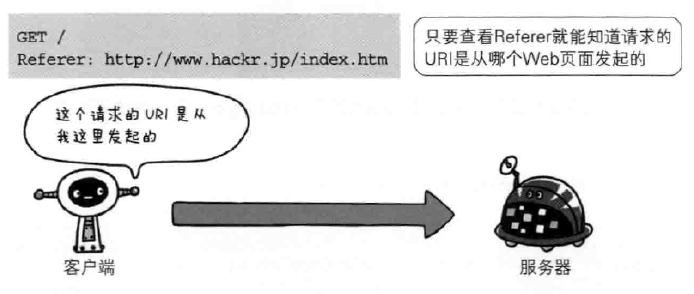 GET /
Referer: http://www.hackr.jp/index.htm
只要查看Referer就能知道请求的
URI是从哪个Web页面发起的
这个请求的 URI 是从
我这里发起的
客户端
服务器